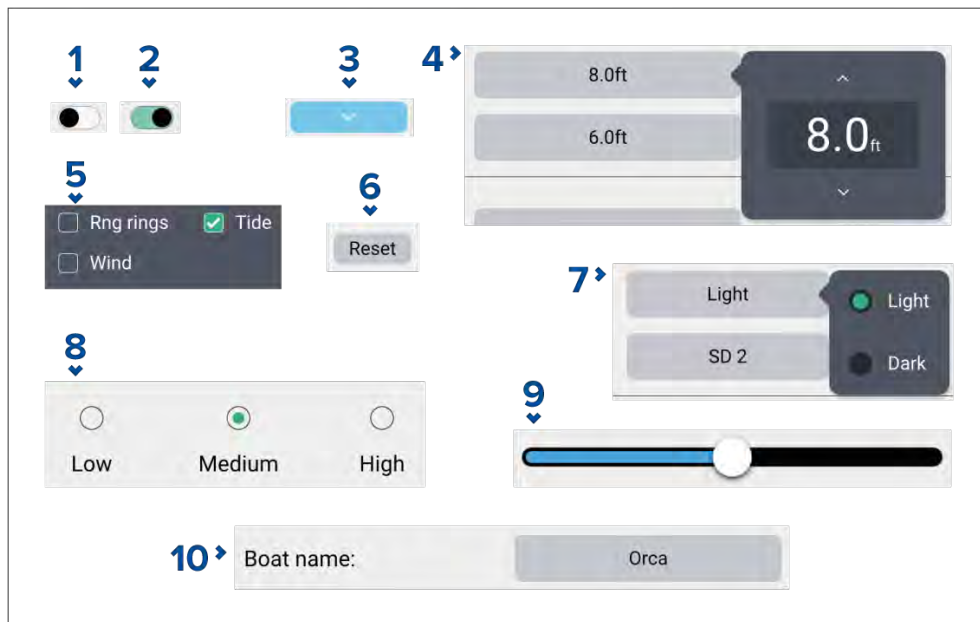 1
2
3
4
8.0ft
6.0ft
8.0ft
5
Rng rings
Tide
Wind
6
Reset
7
Light
SD 2
Light
Dark
8
Low
Medium
High
9
10
Boat name:
Orca